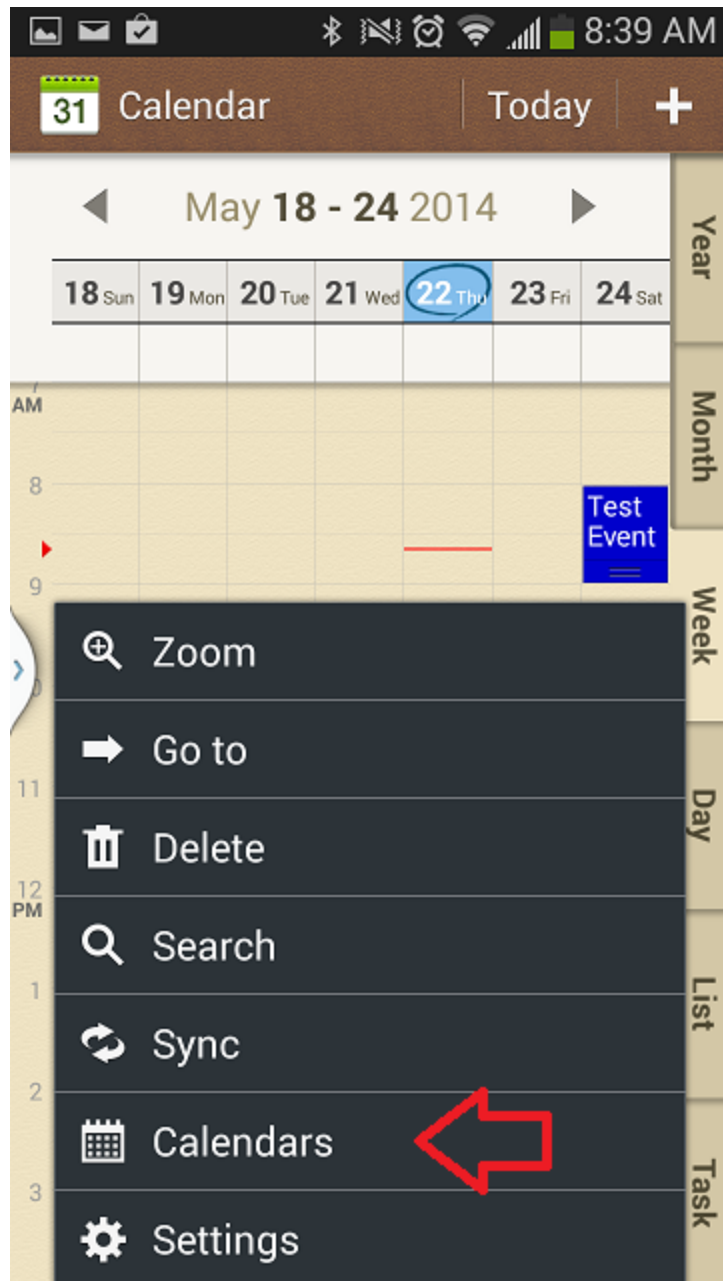 8:39 AM
31 Calendar Today +
May 18 - 24 2014
18 Sun 19 Mon 20 Tue 21 Wed 22 Thu 23 Fri 24 Sat
Year
Month
Week
Day
List
Task
AM
8
Test
Event
9
Zoom
Go to
11
Delete
12
PM
Search
1
Sync
2
Calendars
3
Settings